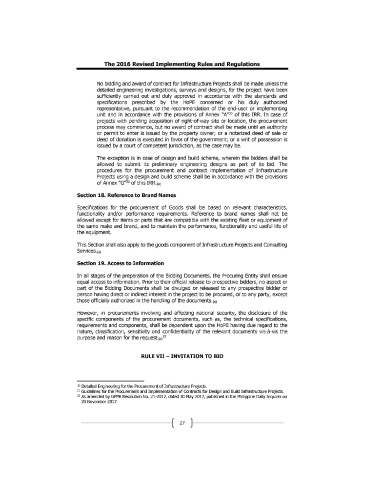 The 2016 Revised Implementing Rules and Regulations
No bidding and award of contract for Infrastructure Projects shall be made unless the
detailed engineering investigations, surveys and designs, for the project have been
sufficiently carried out and duly approved in accordance with the standards and
specifications prescribed by the HoPE concerned or his duly authorized
representative, pursuant to the recommendation of the end-user or implementing
unit and in accordance with the provisions of Annex "A" of this IRR. In case of
projects with pending acquisition of right-of-way site or location, the procurement
process may commence, but no award of contract shall be made until an authority
or permit to enter is issued by the property owner; or a notarized deed of sale or
deed of donation is executed in favor of the government; or a writ of possession is
issued by a court of competent jurisdiction, as the case may be.
The exception is in case of design and build scheme, wherein the bidders shall be
allowed to submit its preliminary engineering designs as part of its bid. The
procedures for the procurement and contract implementation of Infrastructure
Projects using a design and build scheme shall be in accordance with the provisions
of Annex "G" of this IRR.(a)
Section 18. Reference to Brand Names
Specifications for the procurement of Goods shall be based on relevant characteristics,
functionality and/or performance requirements. Reference to brand names shall not be
allowed except for items or parts that are compatible with the existing fleet or equipment of
the same make and brand, and to maintain the performance, functionality and useful life of
the equipment.
This Section shall also apply to the goods component of Infrastructure Projects and Consulting
Services.(a)
Section 19. Access to Information
In all stages of the preparation of the Bidding Documents, the Procuring Entity shall ensure
equal access to information. Prior to their official release to prospective bidders, no aspect or
part of the Bidding Documents shall be divulged or released to any prospective bidder or
person having direct or indirect interest in the project to be procured, or to any party, except
those officially authorized in the handling of the documents.(a)
However, in procurements involving and affecting national security, the disclosure of the
specific components of the procurement documents, such as, the technical specifications,
requirements and components, shall be dependent upon the HoPE having due regard to the
nature, classification, sensitivity and confidentiality of the relevant documents vis-à-vis the
purpose and reason for the request.(n)
RULE VII – INVITATION TO BID
Detailed Engineering for the Procurement of Infrastructure Projects.
Guidelines for the Procurement and Implementation of Contracts for Design and Build Infrastructure Projects.
As amended by GPPB Resolution No. 21-2017, dated 30 May 2017, published in the Philippine Daily Inquirer on
20 November 2017.
27